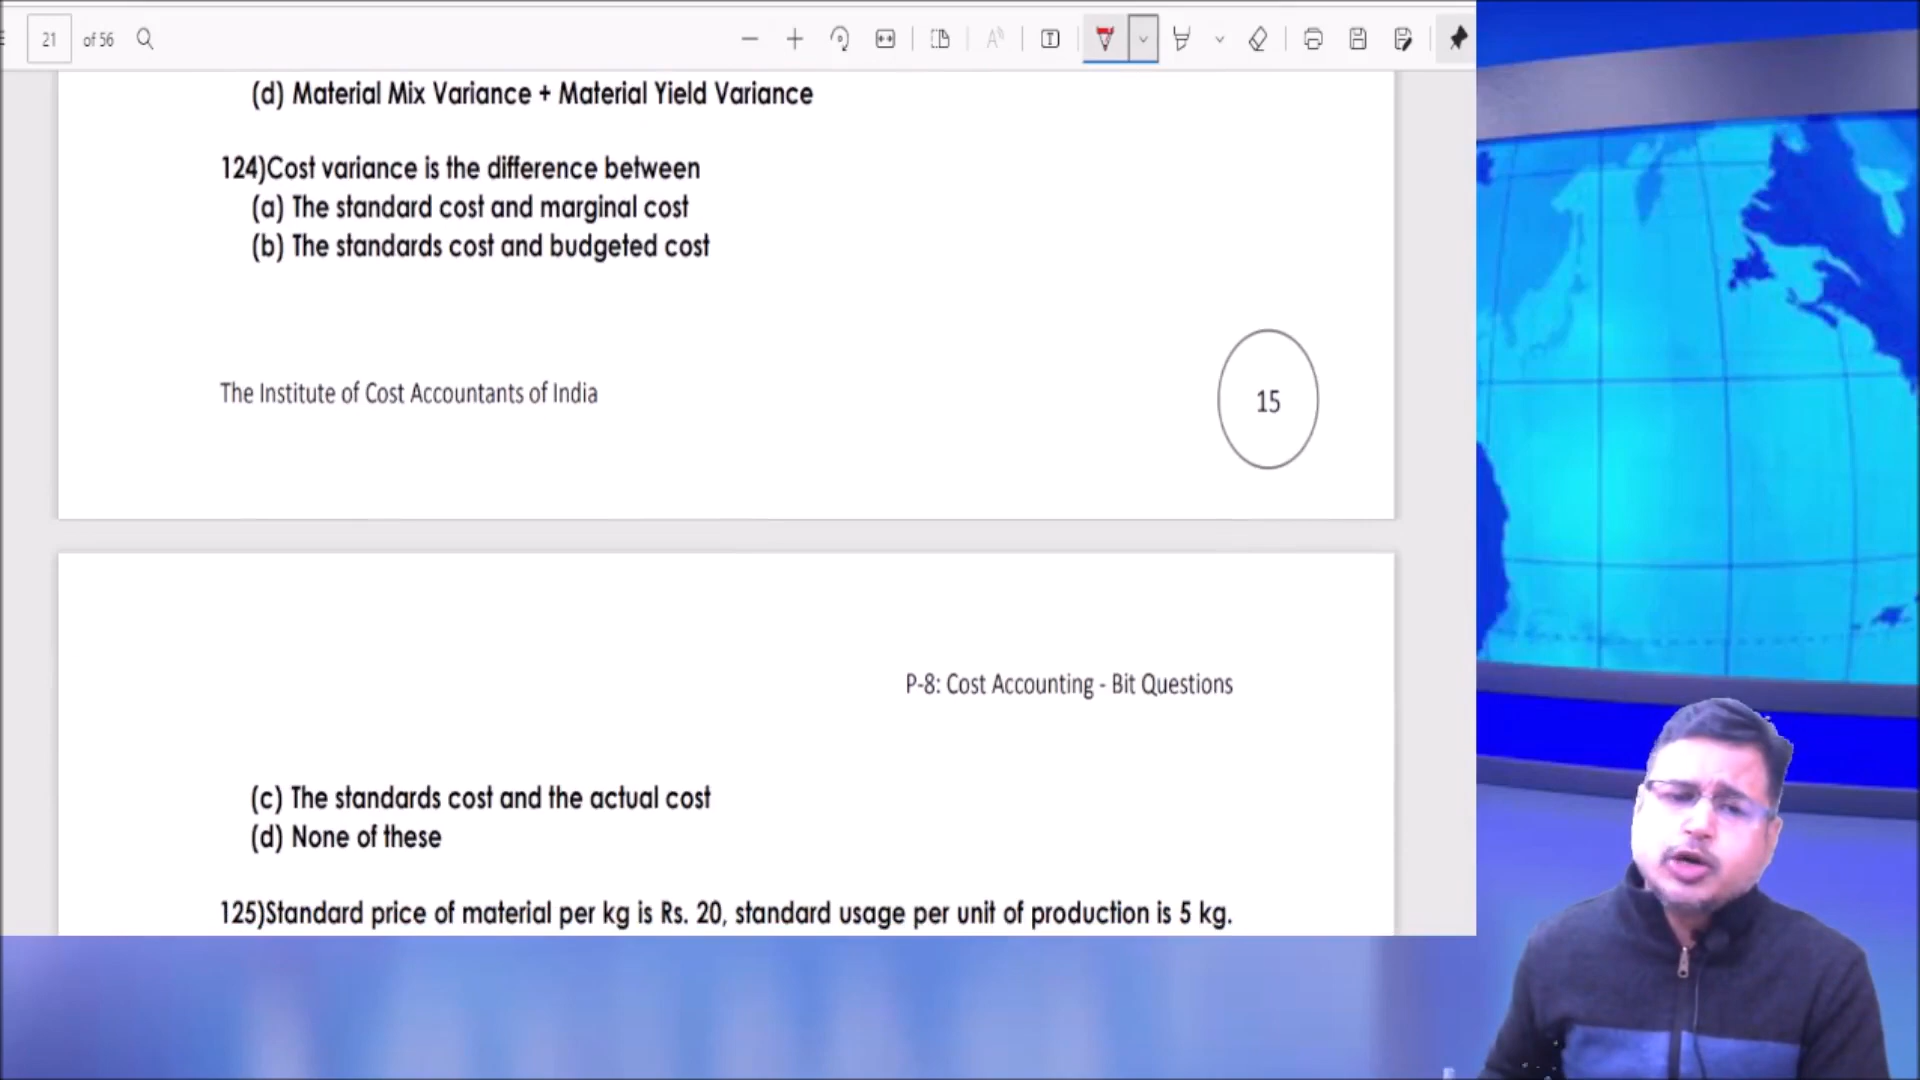 21 of 56
(d) Material Mix Variance + Material Yield Variance
124)Cost variance is the difference between
(a) The standard cost and marginal cost
(b) The standards cost and budgeted cost
The Institute of Cost Accountants of India
15
P-8: Cost Accounting - Bit Questions
(c) The standards cost and the actual cost
(d) None of these
125)Standard price of material per kg is Rs. 20, standard usage per unit of production is 5 kg.